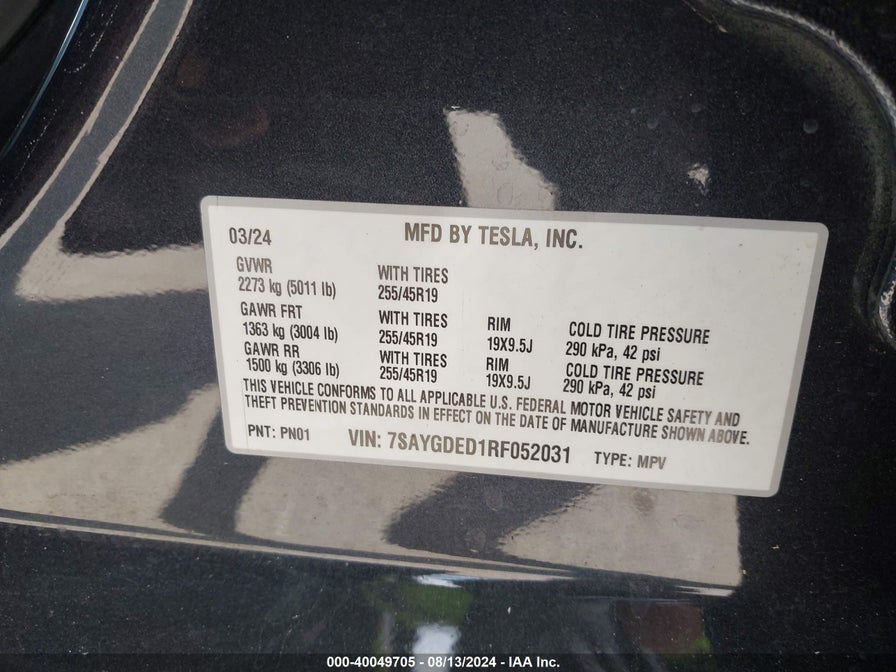 03/24 MFD BY TESLA, INC.
GVWR WITH TIRES
2273 kg (5011 lb) 255/45R19
GAWR FRT WITH TIRES RIM COLD TIRE PRESSURE
1363 kg (3004 lb) 255/45R19 19X9.5J 290 kPa, 42 psi
GAWR RR WITH TIRES RIM COLD TIRE PRESSURE
1500 kg (3306 lb) 255/45R19 19X9.5J 290 kPa, 42 psi
THIS VEHICLE CONFORMS TO ALL APPLICABLE U.S. FEDERAL MOTOR VEHICLE SAFETY AND
THEFT PREVENTION STANDARDS IN EFFECT ON THE DATE OF MANUFACTURE SHOWN ABOVE.
PNT: PN01 VIN: 7SAYGDED1RF052031 TYPE: MPV
000-40049705 - 08/13/2024 - IAA Inc.